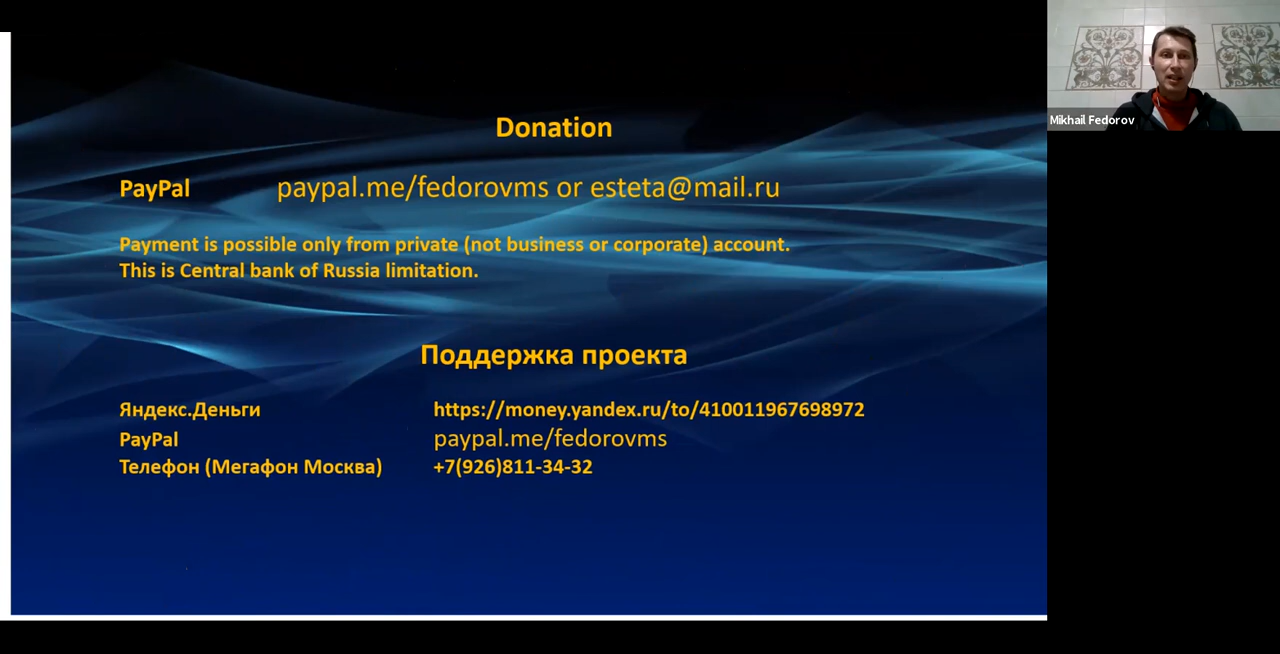 Donation
PayPal paypal.me/fedorovms or esteta@mail.ru
Payment is possible only from private (not business or corporate) account.
This is Central bank of Russia limitation.
Поддержка проекта
Яндекс.Деньги https://money.yandex.ru/to/410011967698972
PayPal paypal.me/fedorovms
Телефон (Мегафон Москва) +7(926)811-34-32
Mikhail Fedorov